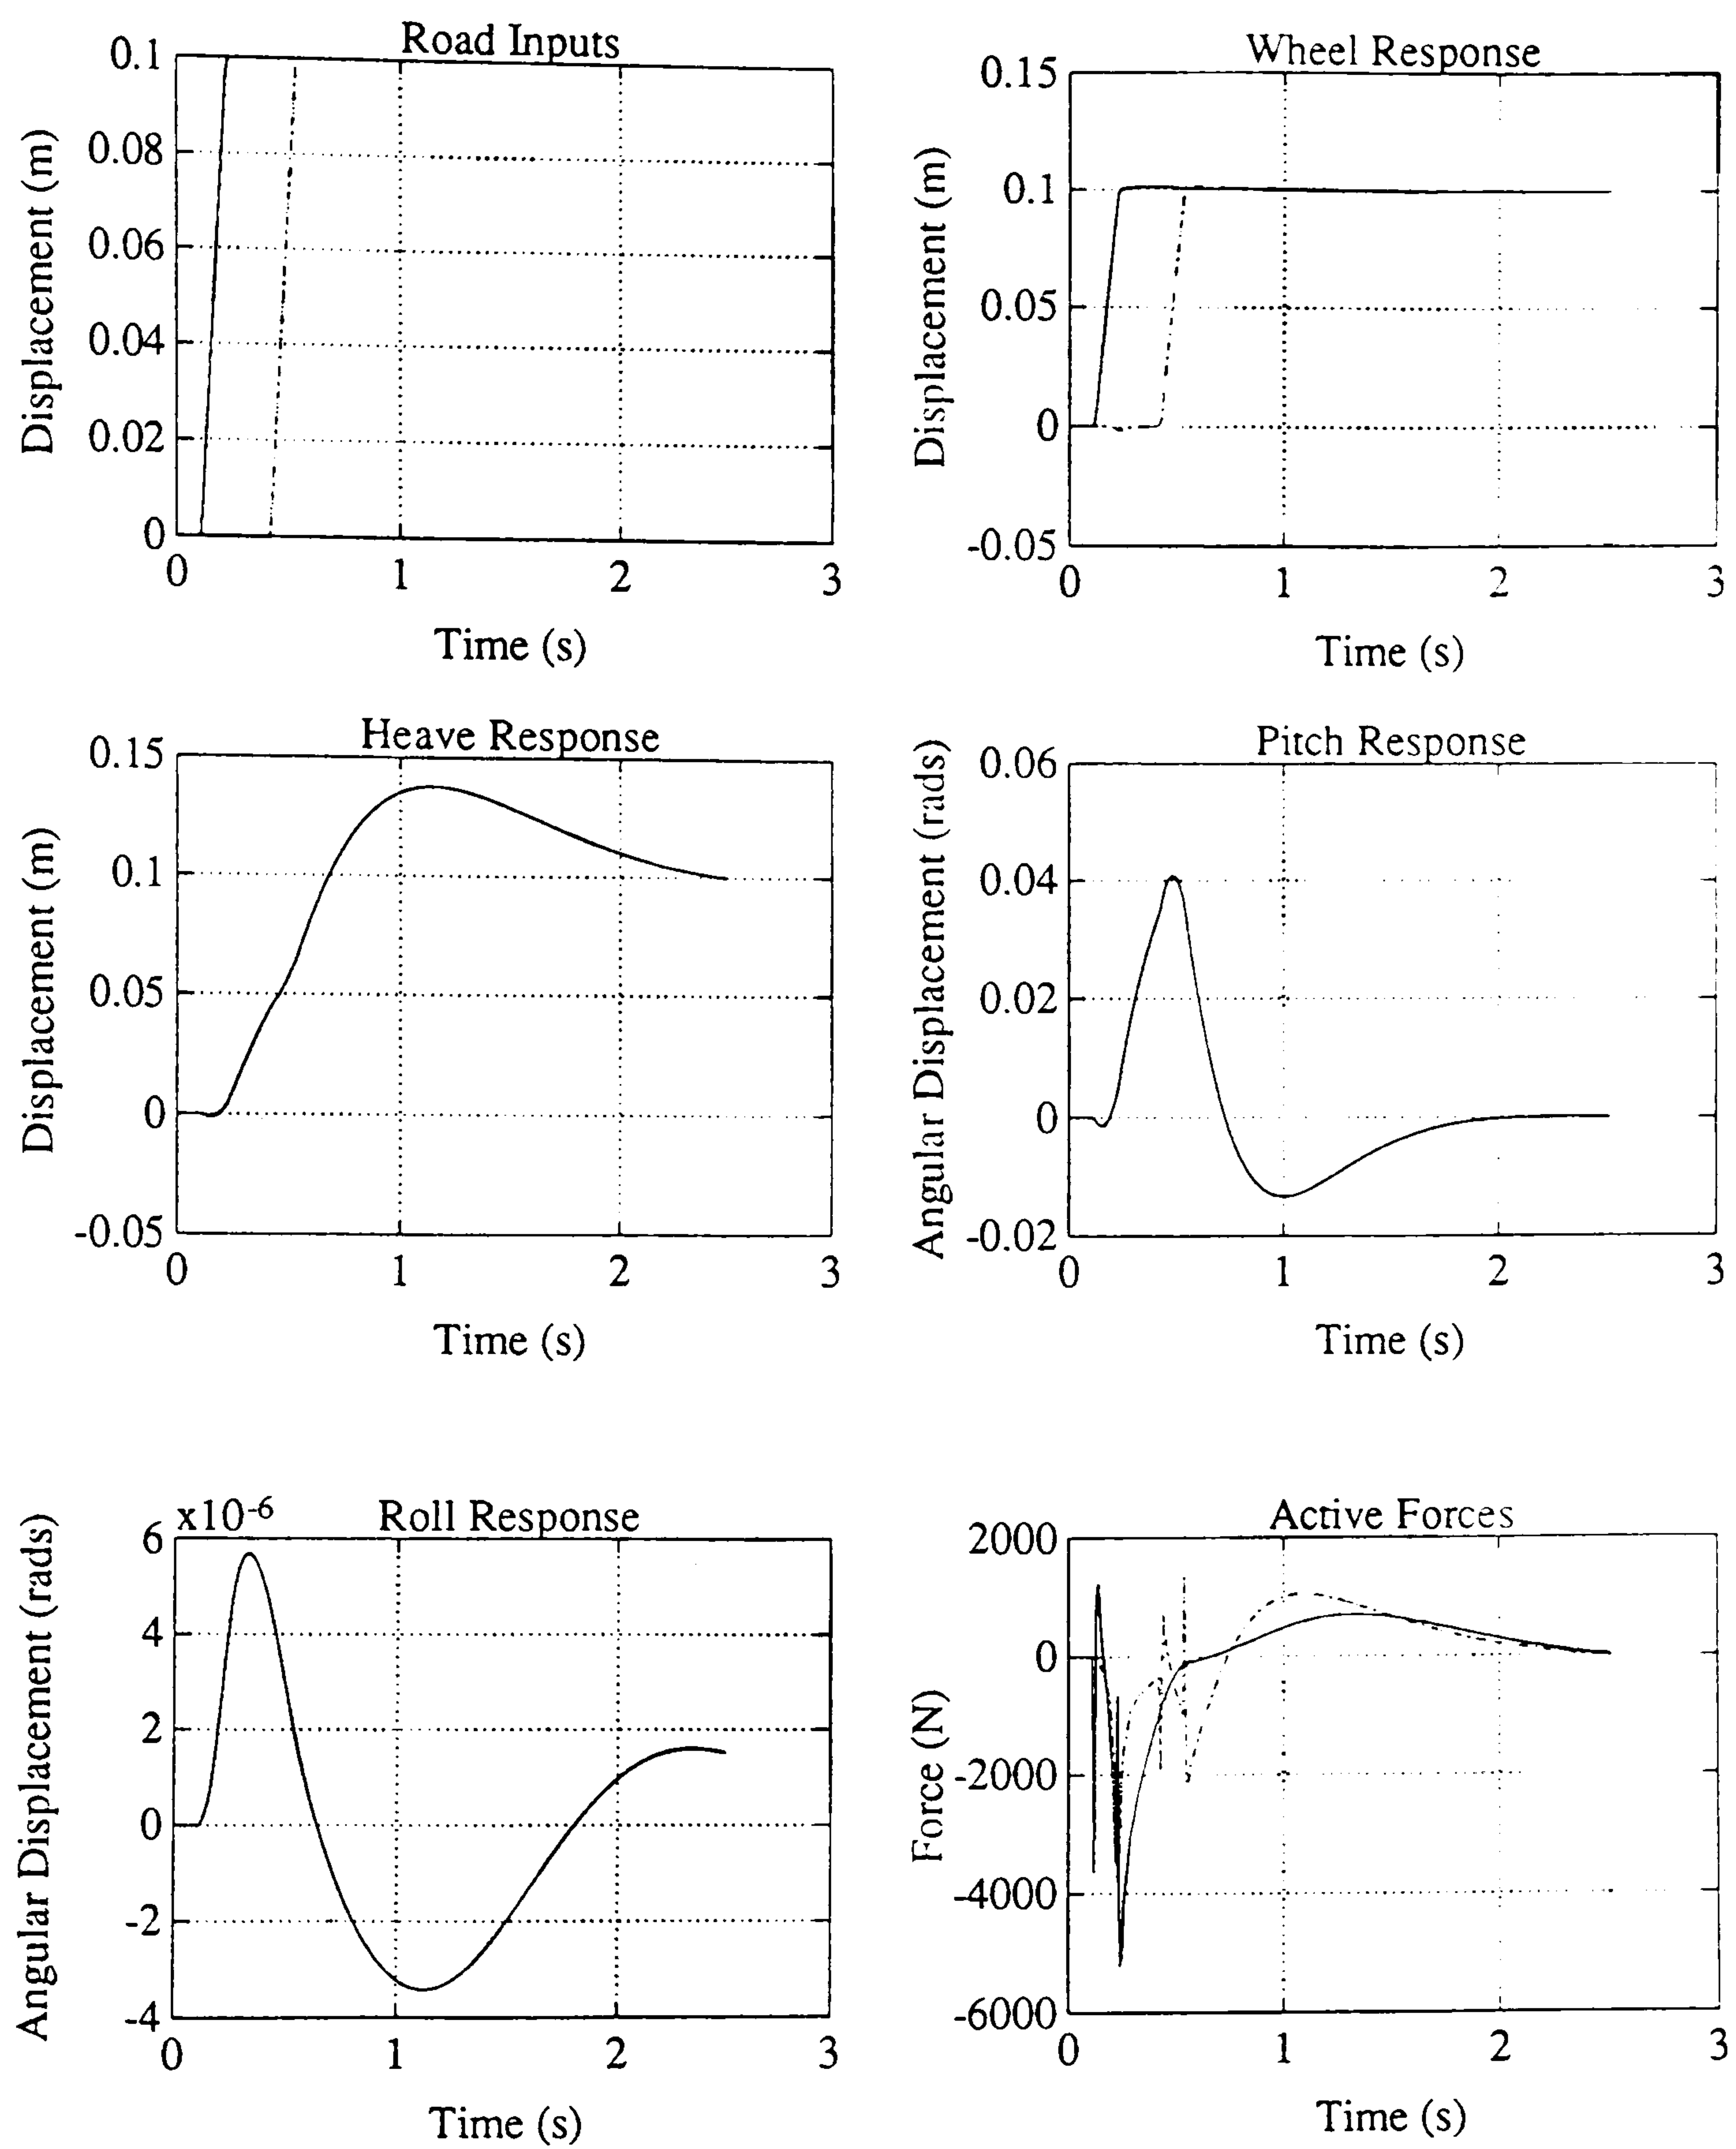 Road Inputs
Displacement (m)
0.1
0.08
0.06
0.04
0.02
0
0 1 2 3
Time (s)
Wheel Response
Displacement (m)
0.15
0.1
0.05
0
-0.05
0 1 2 3
Time (s)
Heave Response
Displacement (m)
0.15
0.1
0.05
0
-0.05
0 1 2 3
Time (s)
Pitch Response
Angular Displacement (rads)
0.06
0.04
0.02
0
-0.02
0 1 2 3
Time (s)
x10-6 Roll Response
Angular Displacement (rads)
6
4
2
0
-2
-4
0 1 2 3
Time (s)
Active Forces
Force (N)
2000
0
-2000
-4000
-6000
0 1 2 3
Time (s)